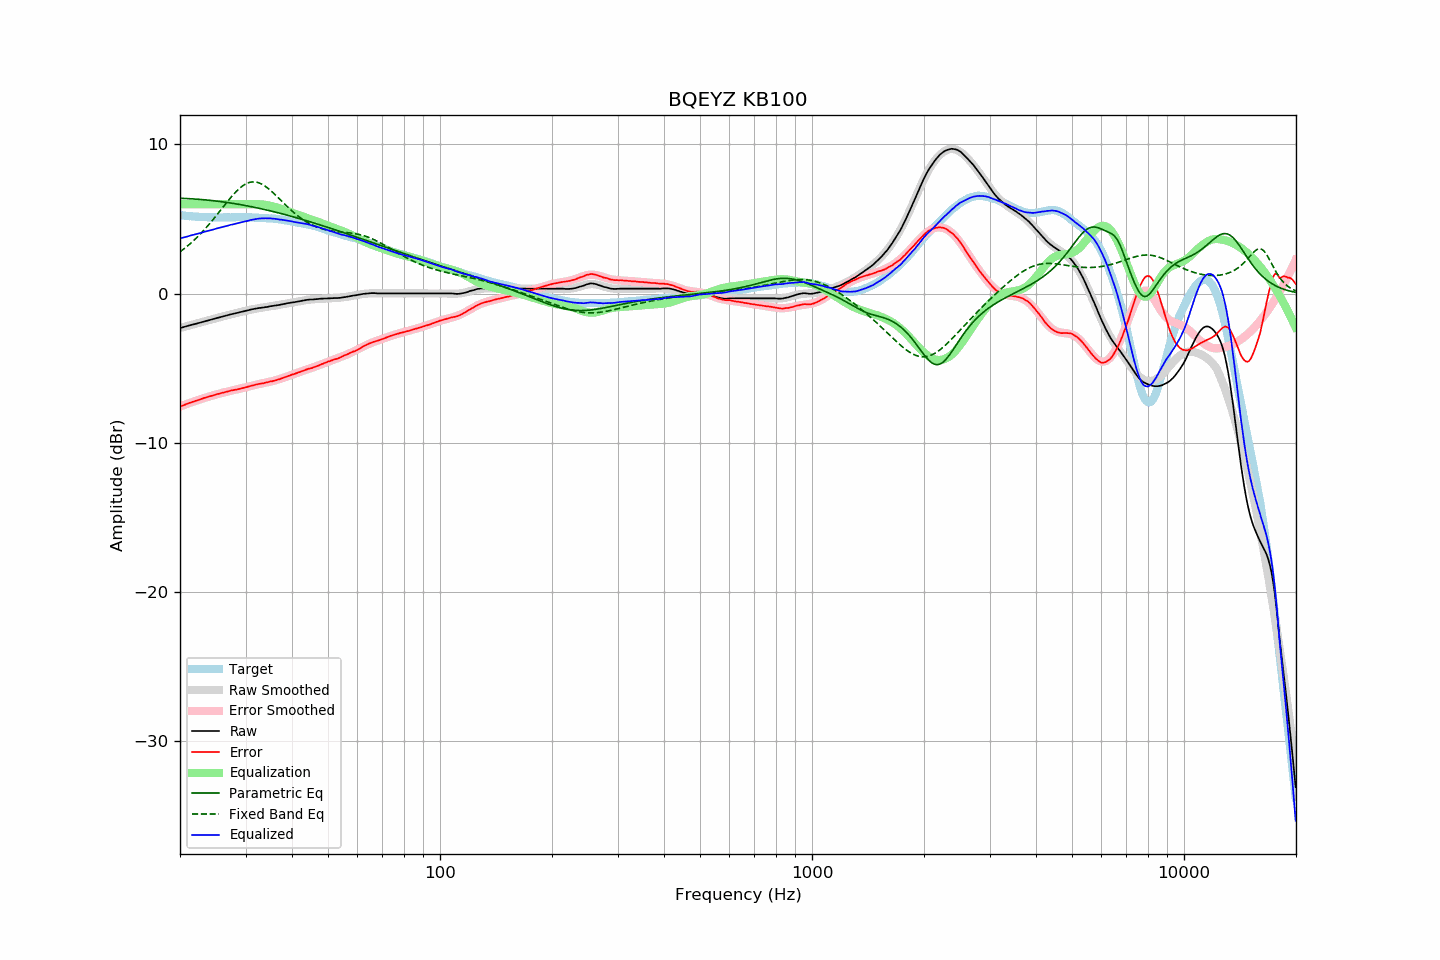 BQEYZ KB100
10
0
−10
−20
−30
Amplitude (dBr)
100
1000
10000
Frequency (Hz)
Target
Raw Smoothed
Error Smoothed
Raw
Error
Equalization
Parametric Eq
Fixed Band Eq
Equalized